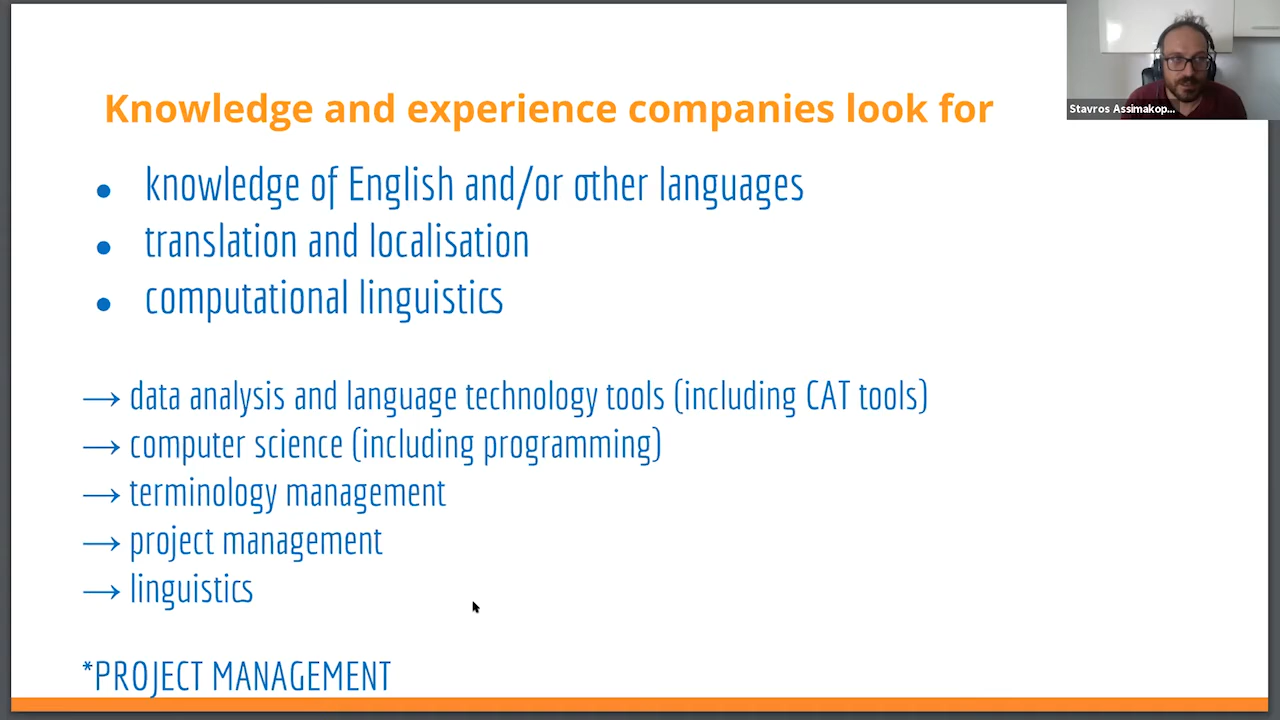 Knowledge and experience companies look for
Stavros Assimakop...
● knowledge of English and/or other languages
● translation and localisation
● computational linguistics
→ data analysis and language technology tools (including CAT tools)
→ computer science (including programming)
→ terminology management
→ project management
→ linguistics
*PROJECT MANAGEMENT